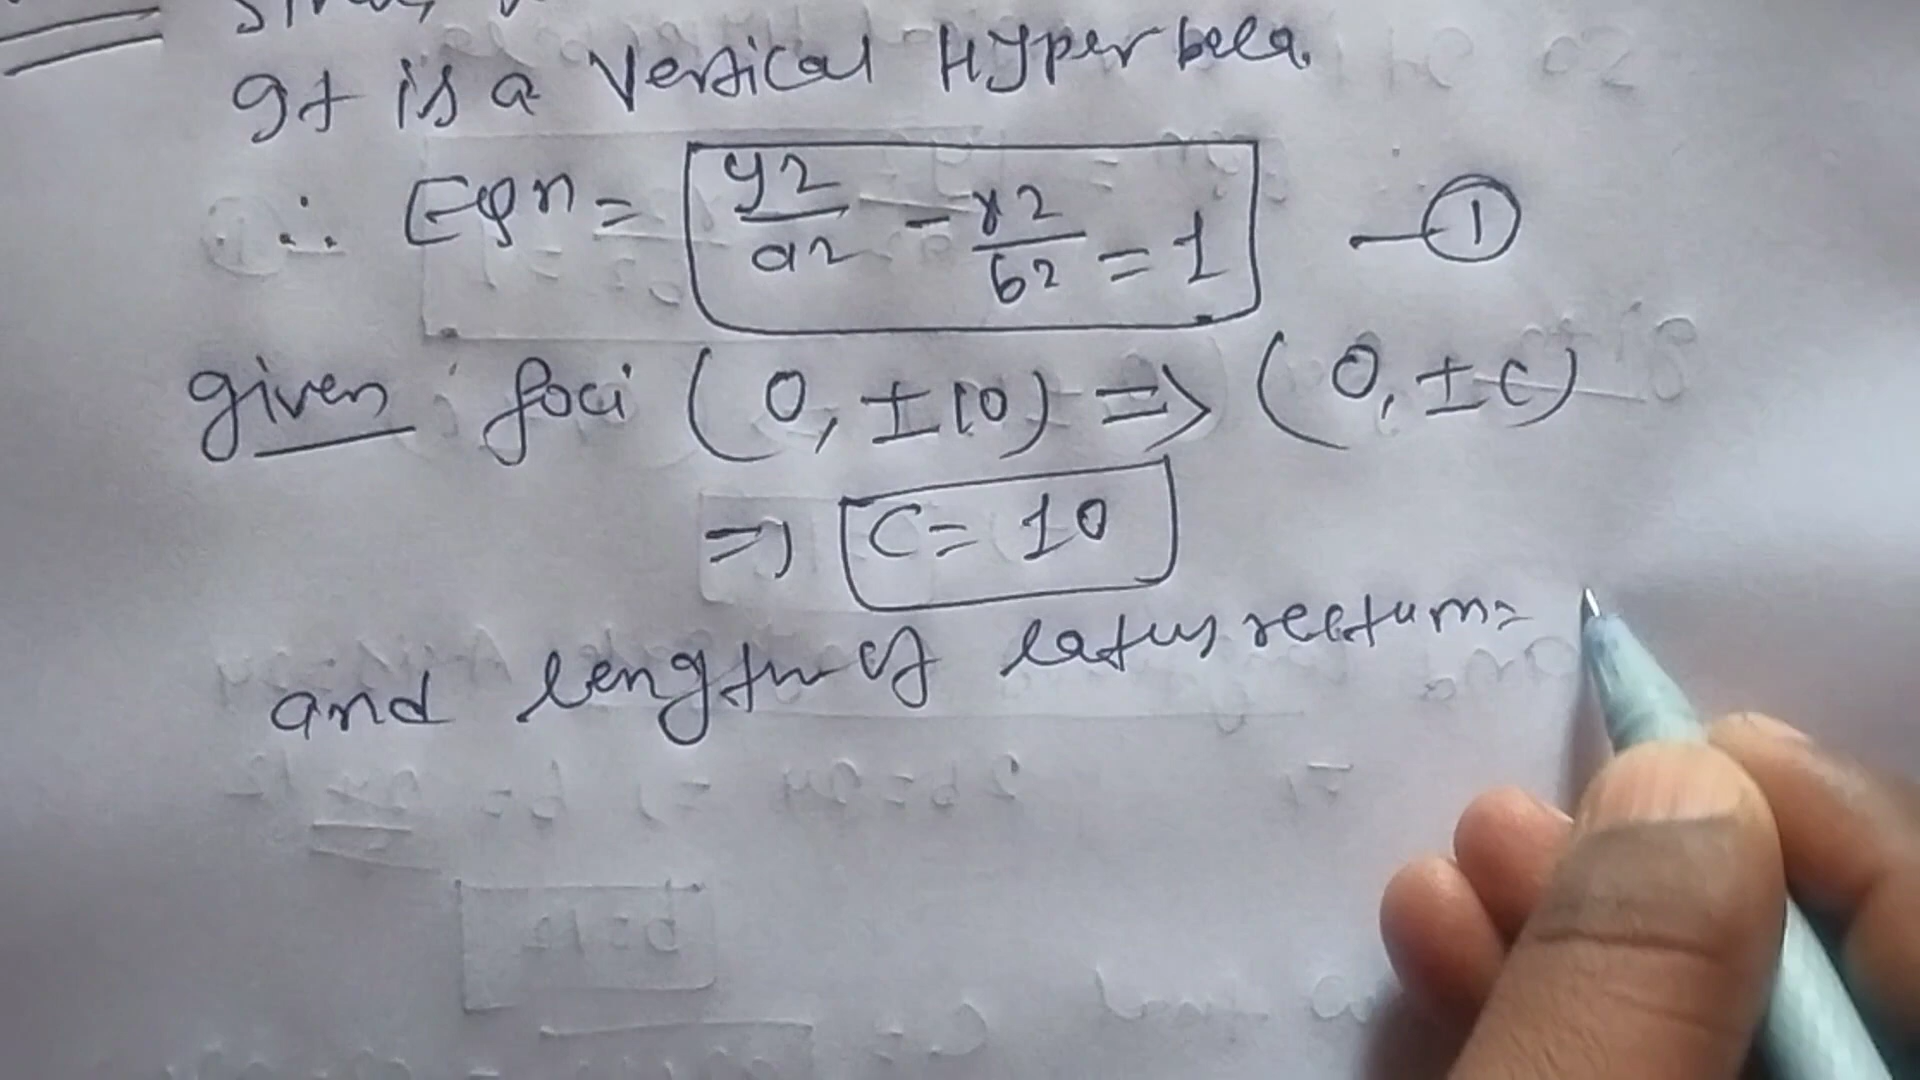 It is a Vertical Hyperbola.
∴ Eqn = y2/a2 - x2/b2 = 1 — ①
given foci (0, ±10) => (0, ±c)
=> c = 10
and length of latus rectum=